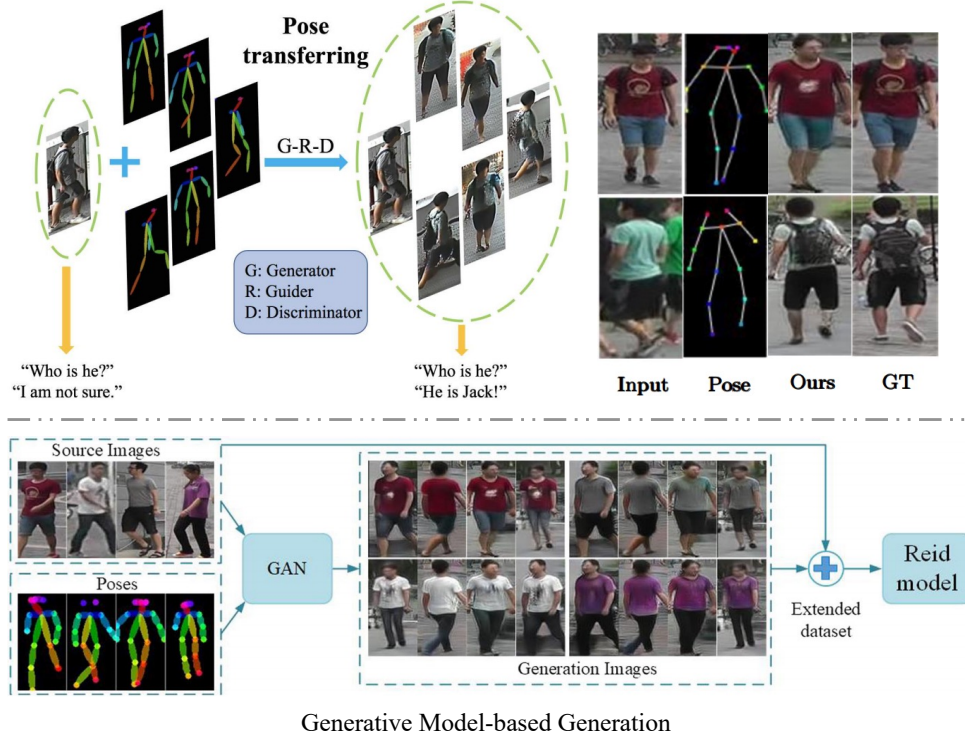 Pose
transferring
G-R-D
G: Generator
R: Guider
D: Discriminator
“Who is he?”
“I am not sure.”
“Who is he?”
“He is Jack!”
Input
Pose
Ours
GT
Source Images
Poses
GAN
Generation Images
Extended
dataset
Reid
model
Generative Model-based Generation